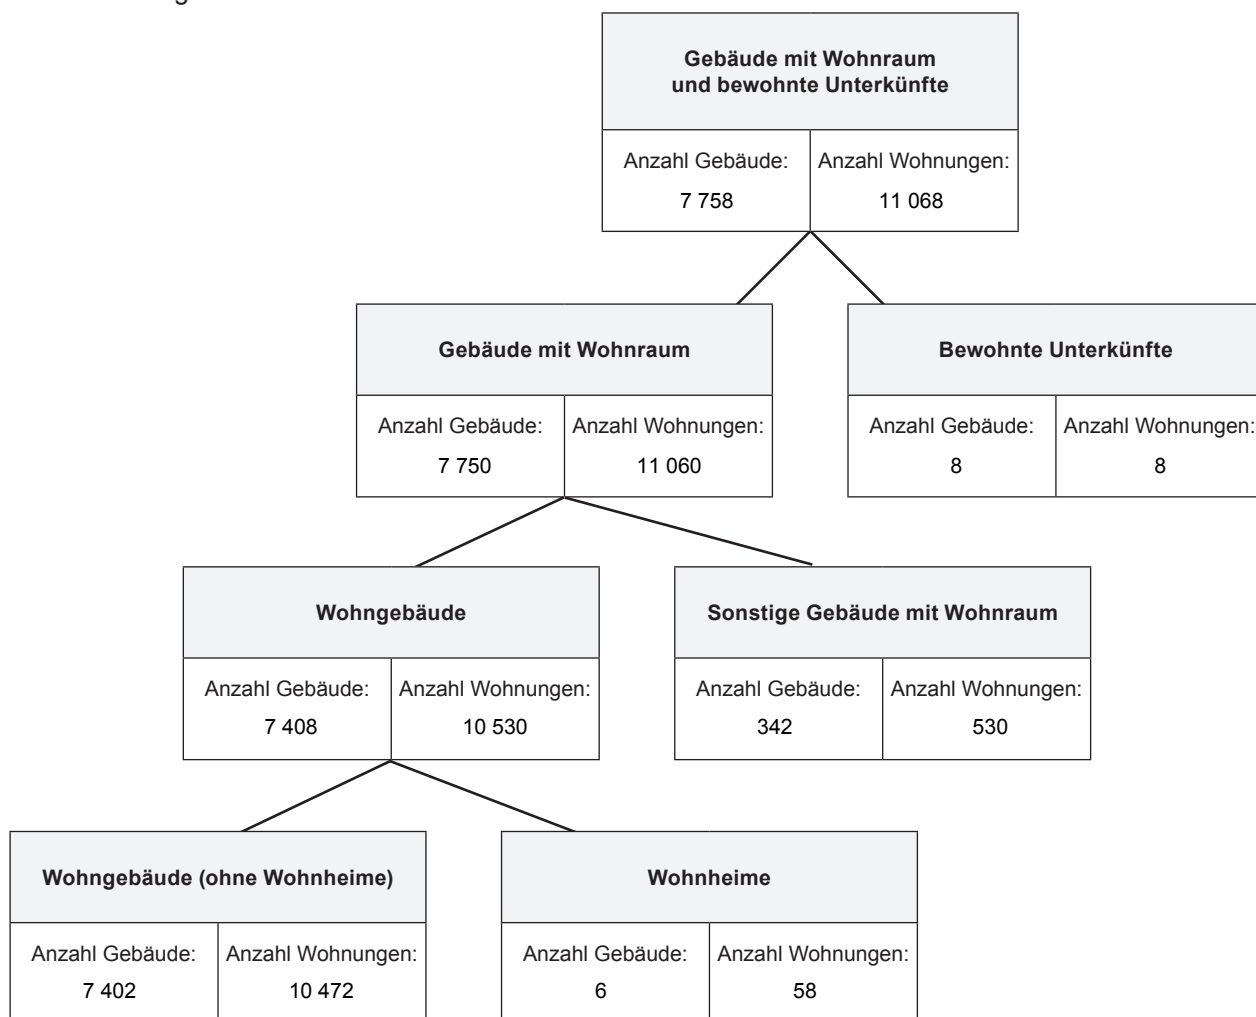 Gebäude mit Wohnraum
und bewohnte Unterkünfte
Anzahl Gebäude:
7 758
Anzahl Wohnungen:
11 068
Gebäude mit Wohnraum
Anzahl Gebäude:
7 750
Anzahl Wohnungen:
11 060
Bewohnte Unterkünfte
Anzahl Gebäude:
8
Anzahl Wohnungen:
8
Wohngebäude
Anzahl Gebäude:
7 408
Anzahl Wohnungen:
10 530
Sonstige Gebäude mit Wohnraum
Anzahl Gebäude:
342
Anzahl Wohnungen:
530
Wohngebäude (ohne Wohnheime)
Anzahl Gebäude:
7 402
Anzahl Wohnungen:
10 472
Wohnheime
Anzahl Gebäude:
6
Anzahl Wohnungen:
58